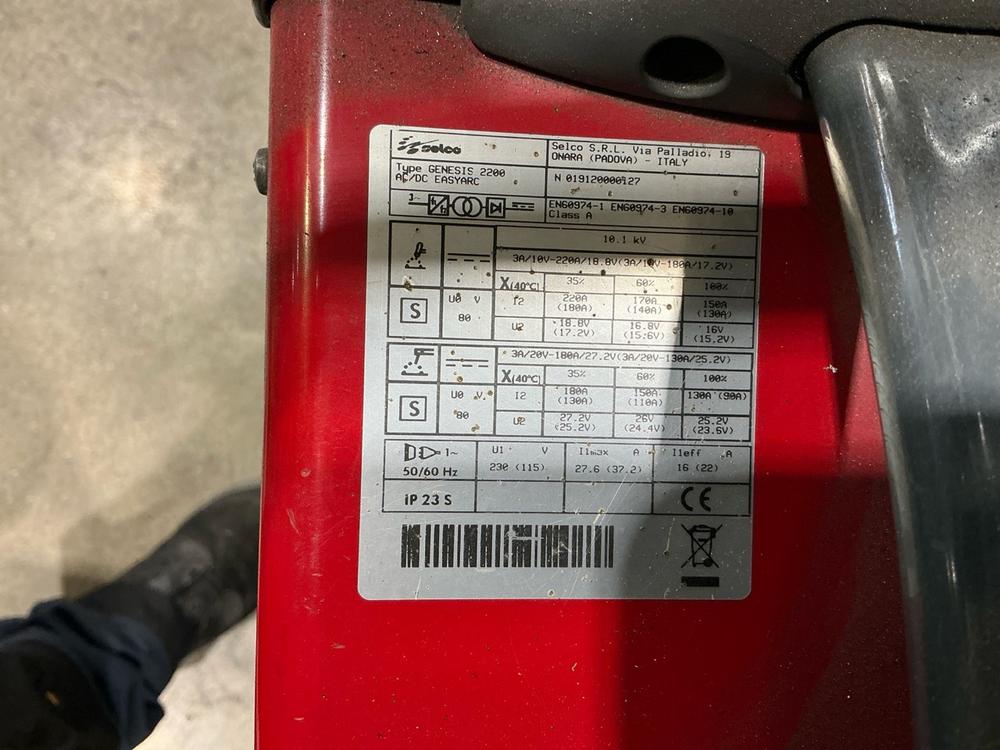 selco
Selco S.R.L. Via Palladio, 19
ONARA (PADOVA) - ITALY
Type GENESIS 2200
AC/DC EASYARC
N 019120000127
EN60974-1 EN60974-3 EN60974-10
Class A
10.1 kV
3A/10V-220A/18.8V(3A/10V-180A/17.2V)
X(40°C) 35% 60% 100%
S
U0 V
80
I2 220A (180A) 170A (140A) 150A (130A)
U2 18.8V (17.2V) 16.8V (15.6V) 16V (15.2V)
3A/20V-180A/27.2V(3A/20V-130A/25.2V)
X(40°C) 35% 60% 100%
S
U0 V
80
I2 180A (130A) 150A (110A) 130A (90A)
U2 27.2V (25.2V) 26V (24.4V) 25.2V (23.6V)
1~
50/60 Hz
U1 V
230 (115)
I1max A
27.6 (37.2)
I1eff A
16 (22)
iP 23 S
CE